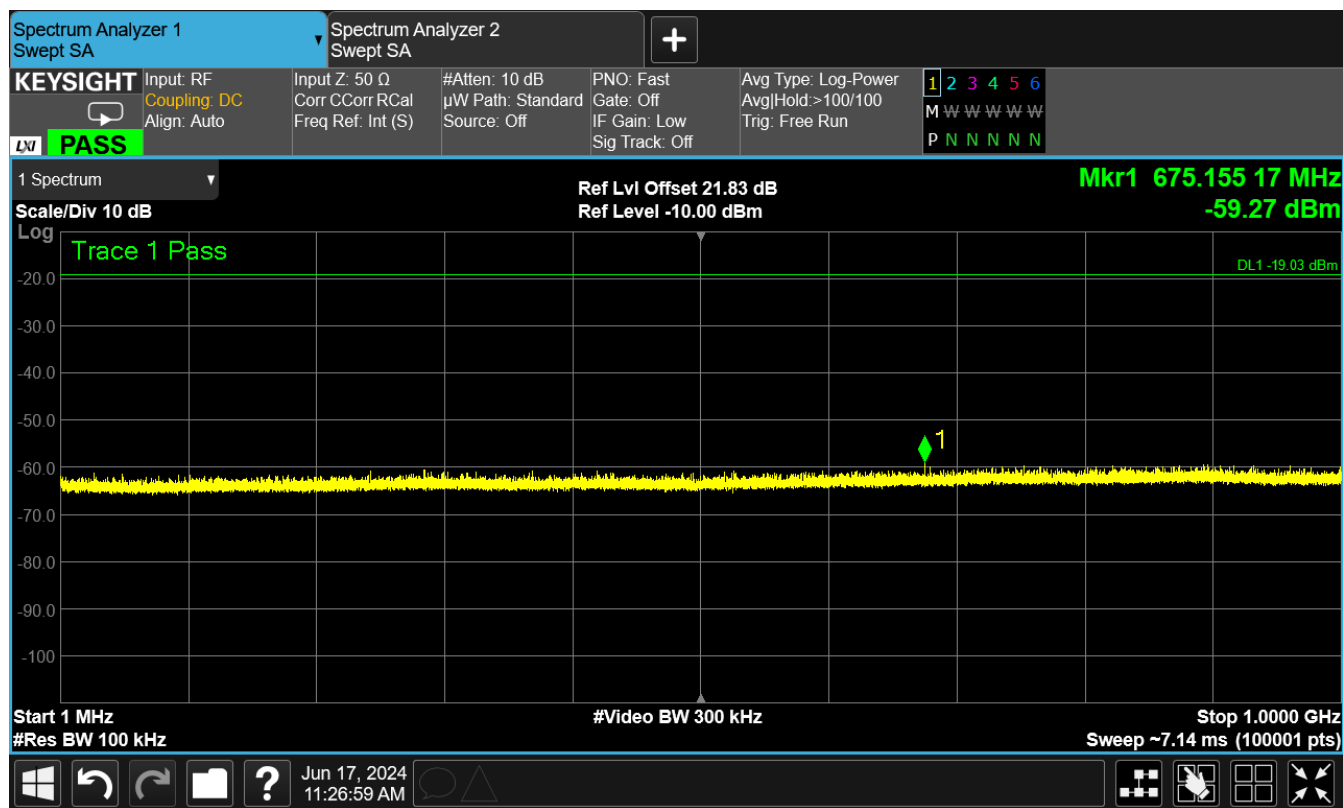 Spectrum Analyzer 1
Swept SA
Spectrum Analyzer 2
Swept SA
KEYSIGHT
LXI
PASS
Input: RF
Coupling: DC
Align: Auto
Input Z: 50 Ω
Corr CCorr RCal
Freq Ref: Int (S)
#Atten: 10 dB
µW Path: Standard
Source: Off
PNO: Fast
Gate: Off
IF Gain: Low
Sig Track: Off
Avg Type: Log-Power
Avg|Hold:>100/100
Trig: Free Run
1 2 3 4 5 6
M W W W W W
P N N N N N
1 Spectrum
Scale/Div 10 dB
Log
Ref Lvl Offset 21.83 dB
Ref Level -10.00 dBm
Mkr1 675.155 17 MHz
-59.27 dBm
Trace 1 Pass
DL1 -19.03 dBm
-20.0
-30.0
-40.0
-50.0
1
-60.0
-70.0
-80.0
-90.0
-100
Start 1 MHz
#Res BW 100 kHz
#Video BW 300 kHz
Stop 1.0000 GHz
Sweep ~7.14 ms (100001 pts)
?
Jun 17, 2024
11:26:59 AM